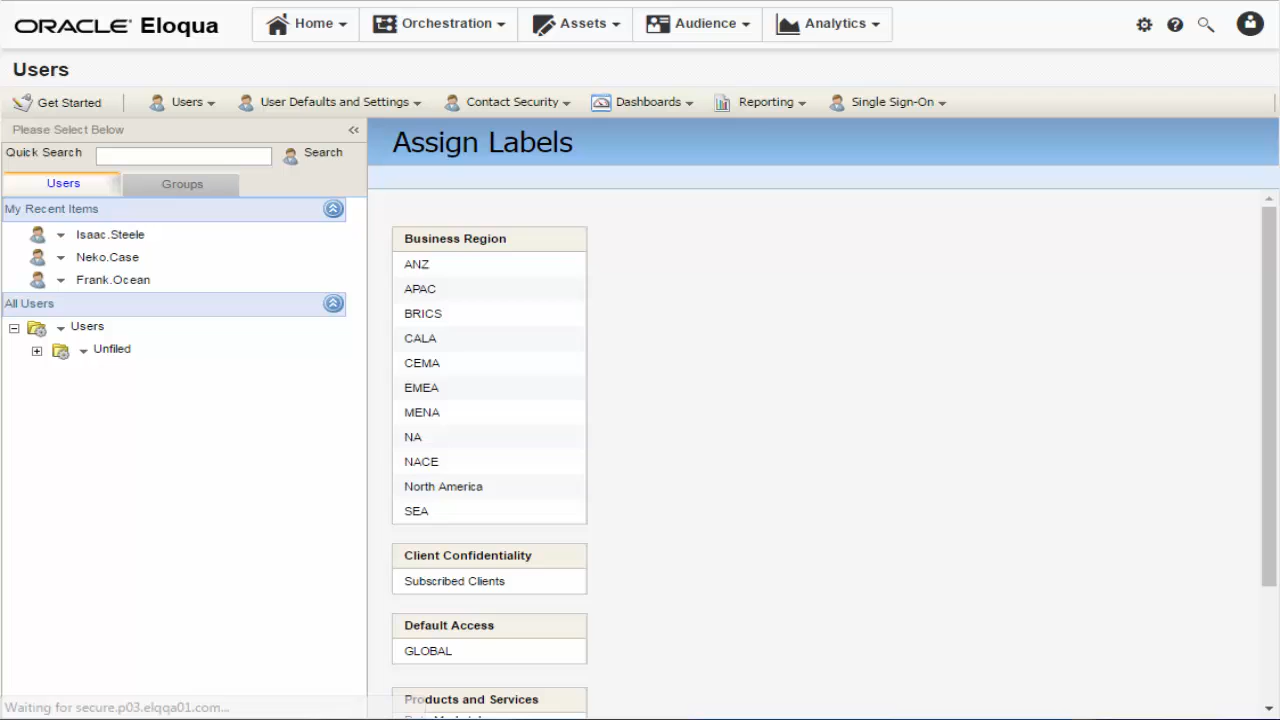 ORACLE Eloqua
Home
Orchestration
Assets
Audience
Analytics
Users
Get Started
Users
User Defaults and Settings
Contact Security
Dashboards
Reporting
Single Sign-On
Please Select Below
Quick Search
Search
Users
Groups
My Recent Items
Isaac.Steele
Neko.Case
Frank.Ocean
All Users
Users
Unfiled
Assign Labels
Business Region
ANZ
APAC
BRICS
CALA
CEMA
EMEA
MENA
NA
NACE
North America
SEA
Client Confidentiality
Subscribed Clients
Default Access
GLOBAL
Products and Services
Waiting for secure.p03.elqqa01.com...